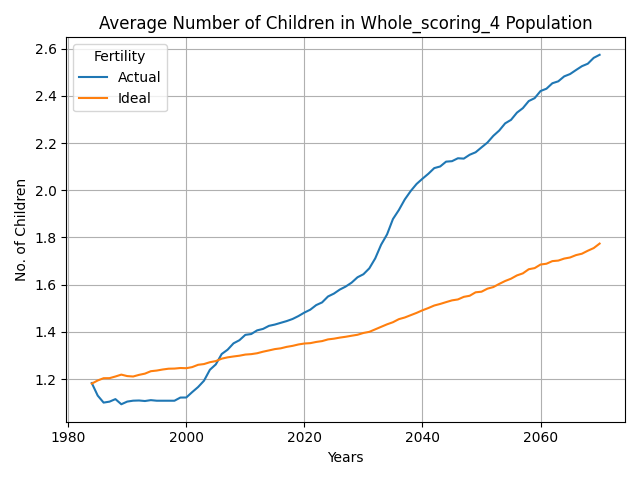 Average Number of Children in Whole_scoring_4 Population
Fertility
Actual
Ideal
No. of Children
2.6
2.4
2.2
2.0
1.8
1.6
1.4
1.2
1980
2000
2020
2040
2060
Years